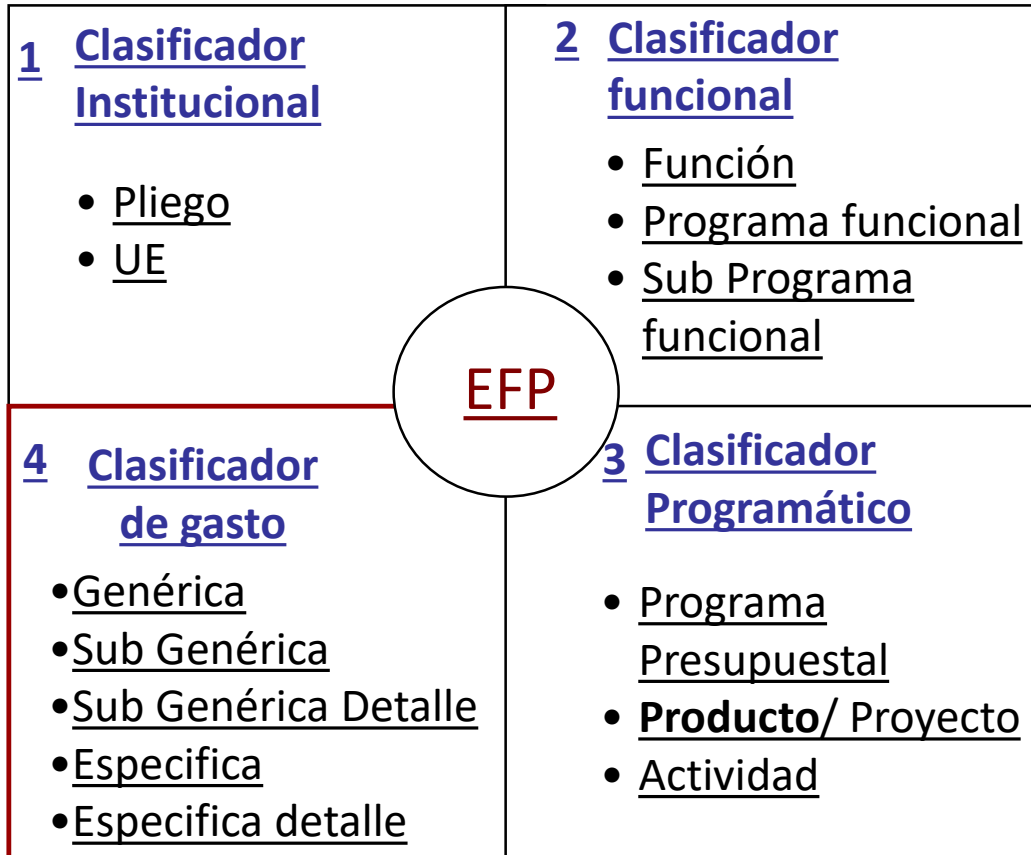 1 Clasificador
Institucional
• Pliego
• UE
2 Clasificador
funcional
• Función
• Programa funcional
• Sub Programa
funcional
EFP
4 Clasificador
de gasto
•Genérica
•Sub Genérica
•Sub Genérica Detalle
•Especifica
•Especifica detalle
3 Clasificador
Programático
• Programa
Presupuestal
• Producto/ Proyecto
• Actividad